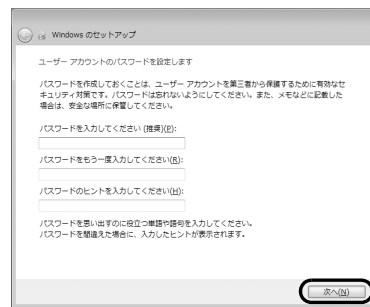 Windows のセットアップ
ユーザー アカウントのパスワードを設定します
パスワードを作成しておくことは、ユーザー アカウントを第三者から保護するために有効なセ
キュリティ対策です。パスワードは忘れないようにしてください。また、メモなどに記載した
場合は、安全な場所に保管してください。
パスワードを入力してください (推奨)(P):
パスワードをもう一度入力してください(R):
パスワードのヒントを入力してください(H):
パスワードを思い出すのに役立つ単語や語句を入力してください。
パスワードを間違えた場合に、入力したヒントが表示されます。
次へ(N)